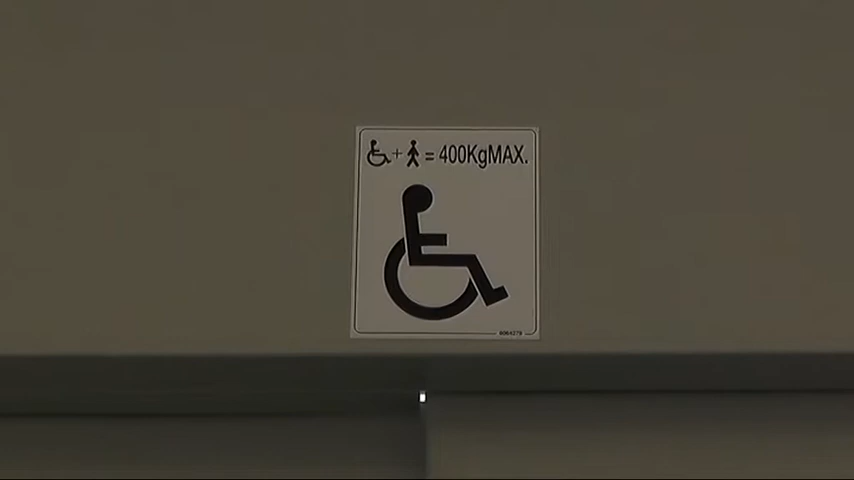 + = 400KgMAX.